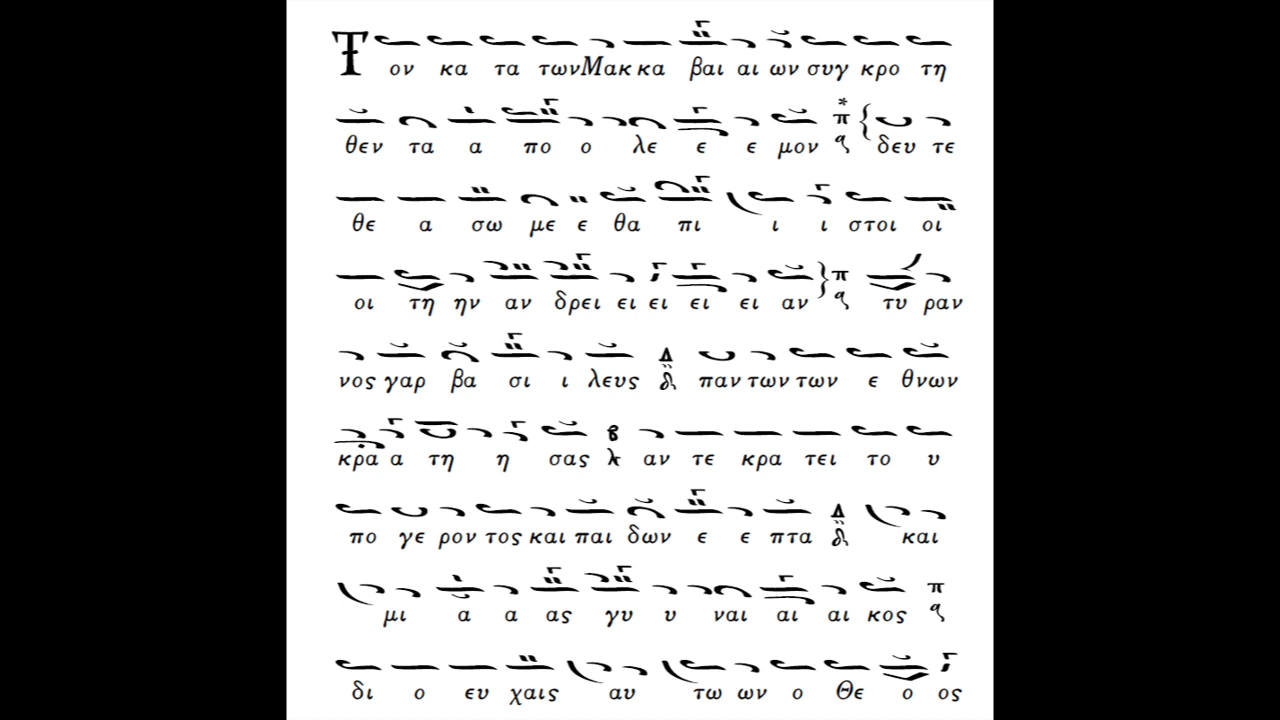 Τ ον κα τα τωνΜακ κα βαι αι ων συγ κρο τη
θεν τα α πο ο λε ε ε μον π α δευ τε
θε α σω με ε θα πι ι ι στοι οι
οι τη ην αν δρει ει ει ει ει αν π α τυ ραν
νος γαρ βα σι ι λευς Δ παν των των ε θνων
κρα α τη η σας β αν τε κρα τει το υ
πο γε ρον τος και παι δων ε ε πτα Δ και
μι α α ας γυ υ ναι αι αι κος π α
δι ο ευ χαις αυ τω ων ο Θε ο ος